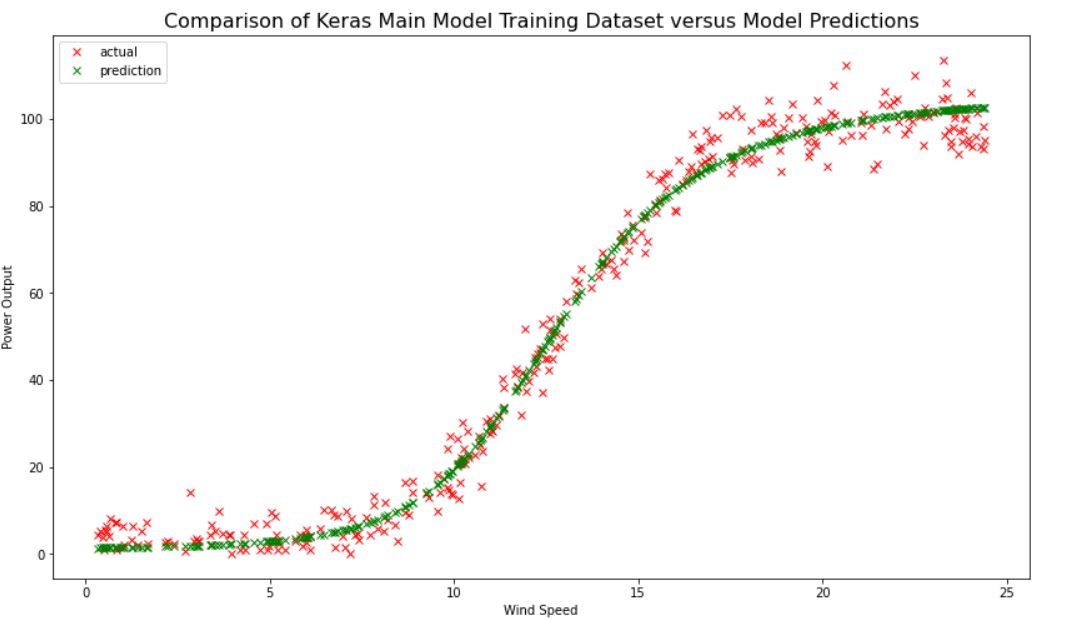 Comparison of Keras Main Model Training Dataset versus Model Predictions
actual
prediction
100
80
60
40
20
0
Power Output
0 5 10 15 20 25
Wind Speed